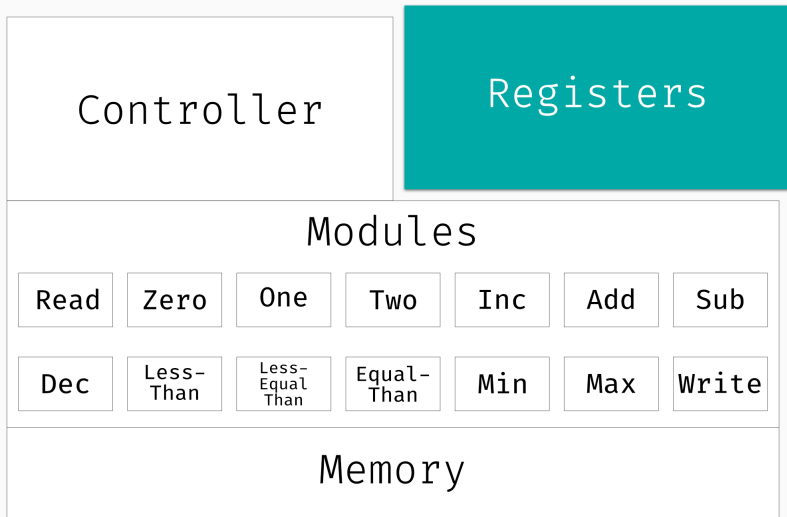 Controller
Registers
Modules
Read
Zero
One
Two
Inc
Add
Sub
Dec
Less-
Than
Less-
Equal
Than
Equal-
Than
Min
Max
Write
Memory